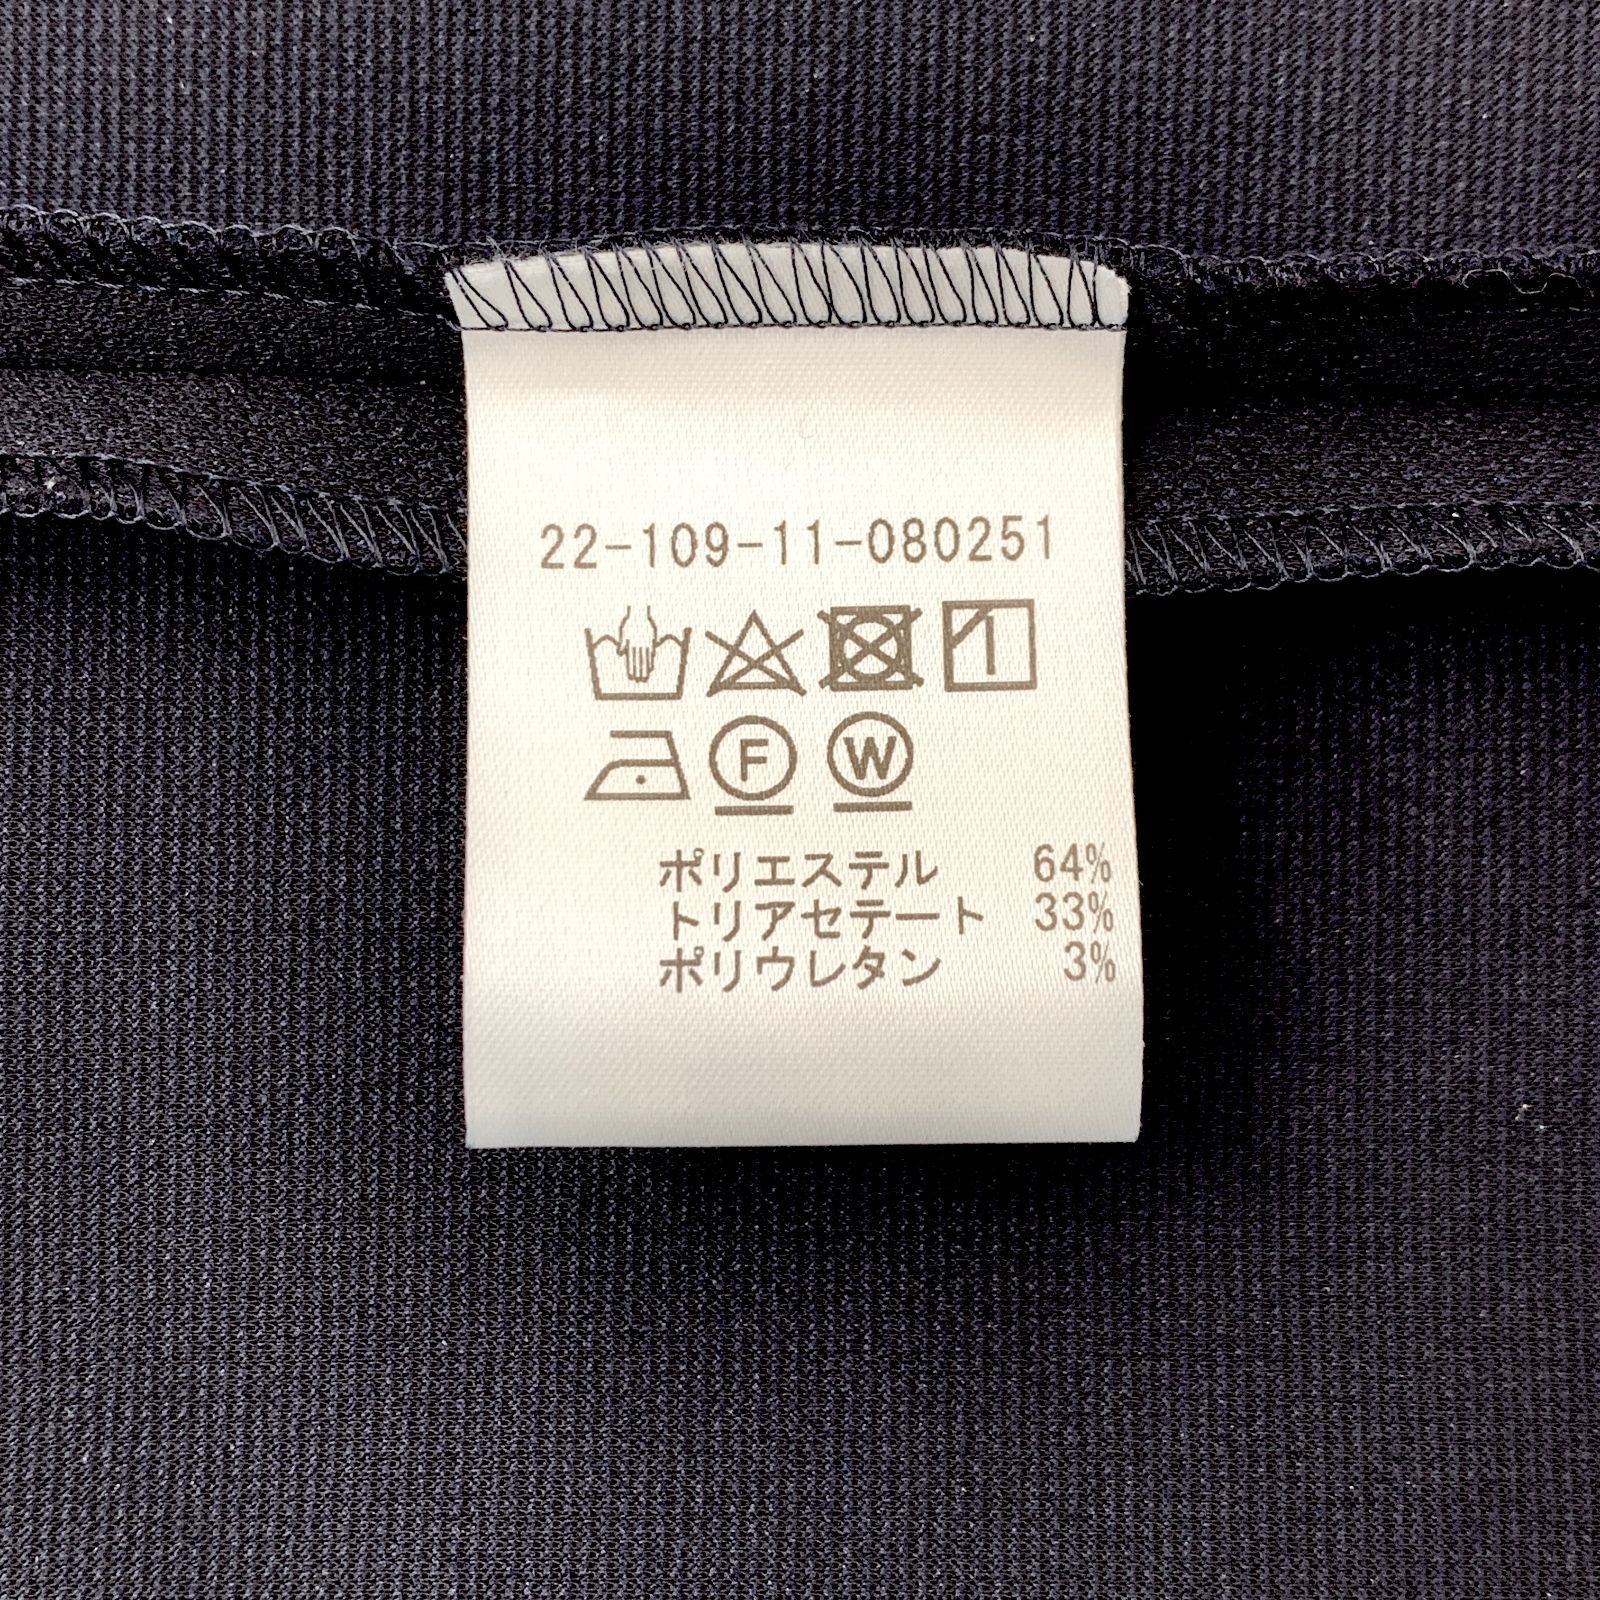 22-109-11-080251
F W
ポリエステル 64%
トリアセテート 33%
ポリウレタン 3%